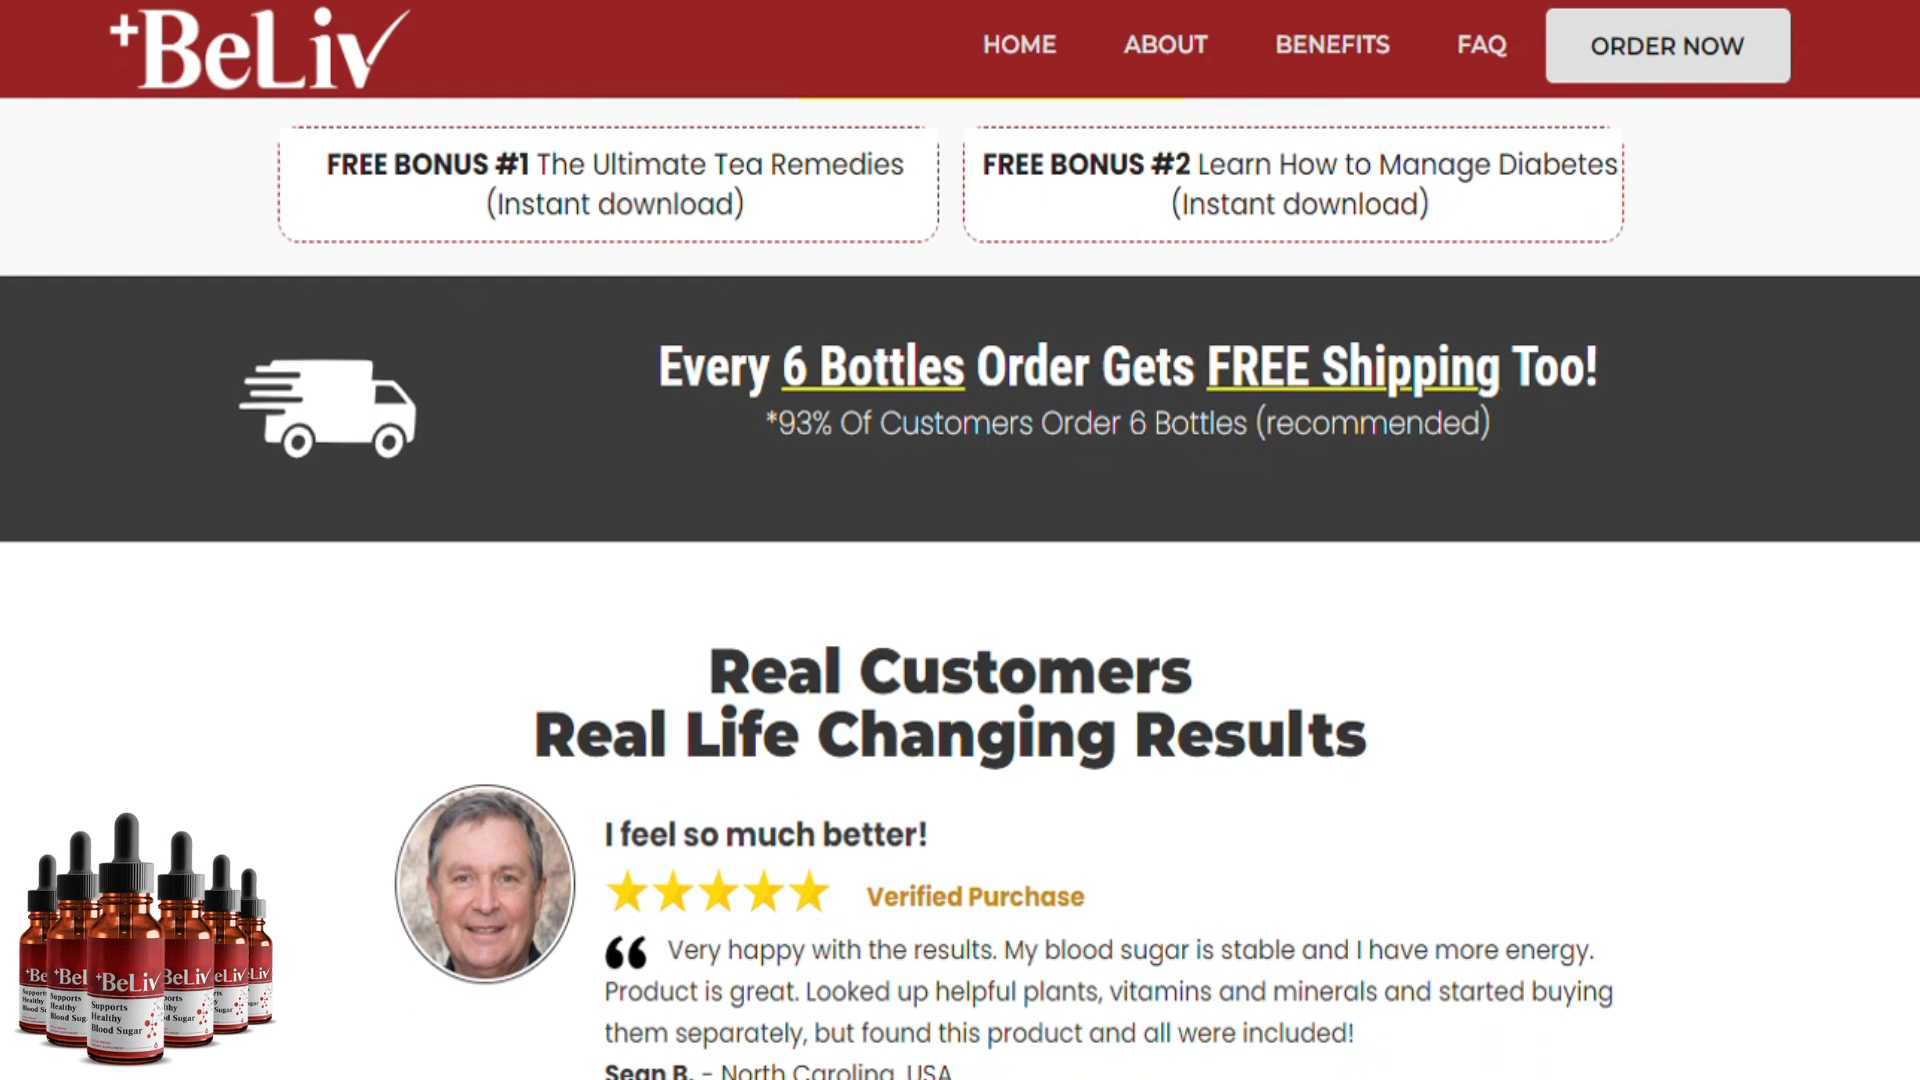 +BeLiv
HOME ABOUT BENEFITS FAQ ORDER NOW
FREE BONUS #1 The Ultimate Tea Remedies
(Instant download)
FREE BONUS #2 Learn How to Manage Diabetes
(Instant download)
Every 6 Bottles Order Gets FREE Shipping Too!
*93% Of Customers Order 6 Bottles (recommended)
Real Customers
Real Life Changing Results
I feel so much better!
Verified Purchase
“ Very happy with the results. My blood sugar is stable and I have more energy.
Product is great. Looked up helpful plants, vitamins and minerals and started buying
them separately, but found this product and all were included!
Sean B. - North Carolina, USA
+BeLiv
Supports
Healthy
Blood Sugar